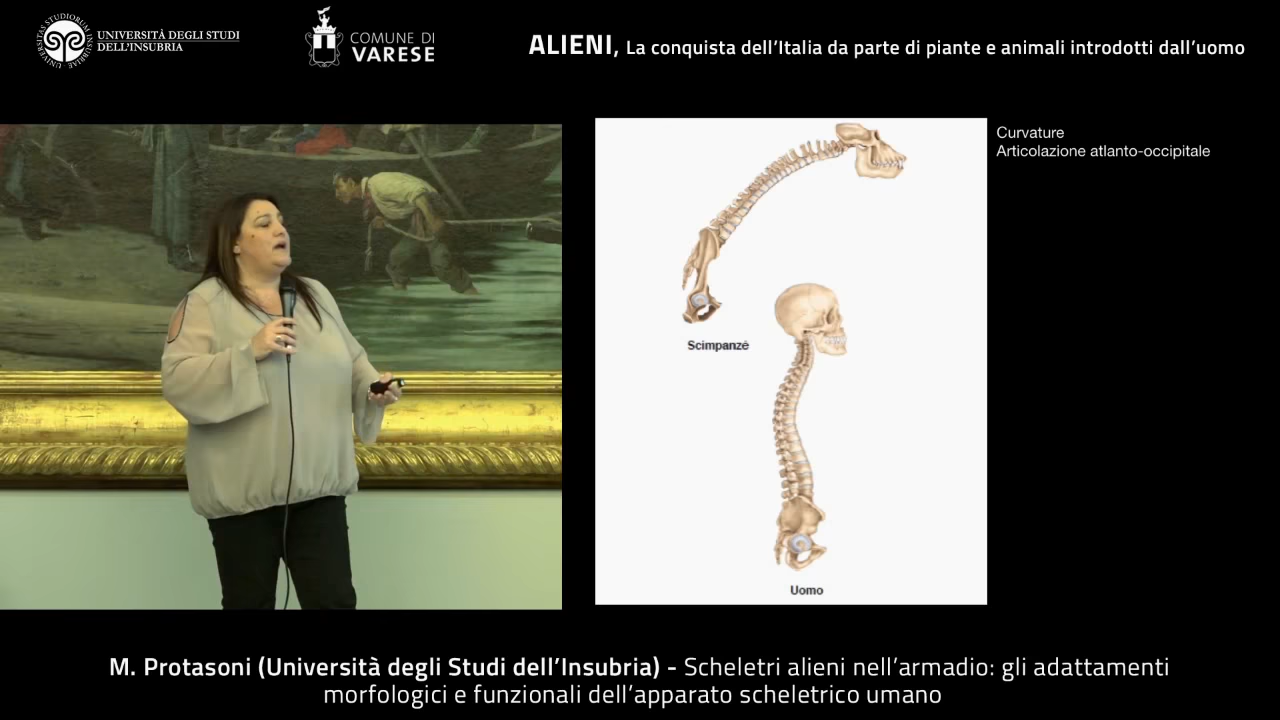 UNIVERSITÀ DEGLI STUDI
DELL'INSUBRIA
COMUNE DI
VARESE
ALIENI, La conquista dell'Italia da parte di piante e animali introdotti dall'uomo
Curvature
Articolazione atlanto-occipitale
Scimpanzé
Uomo
M. Protasoni (Università degli Studi dell'Insubria) - Scheletri alieni nell'armadio: gli adattamenti
morfologici e funzionali dell'apparato scheletrico umano